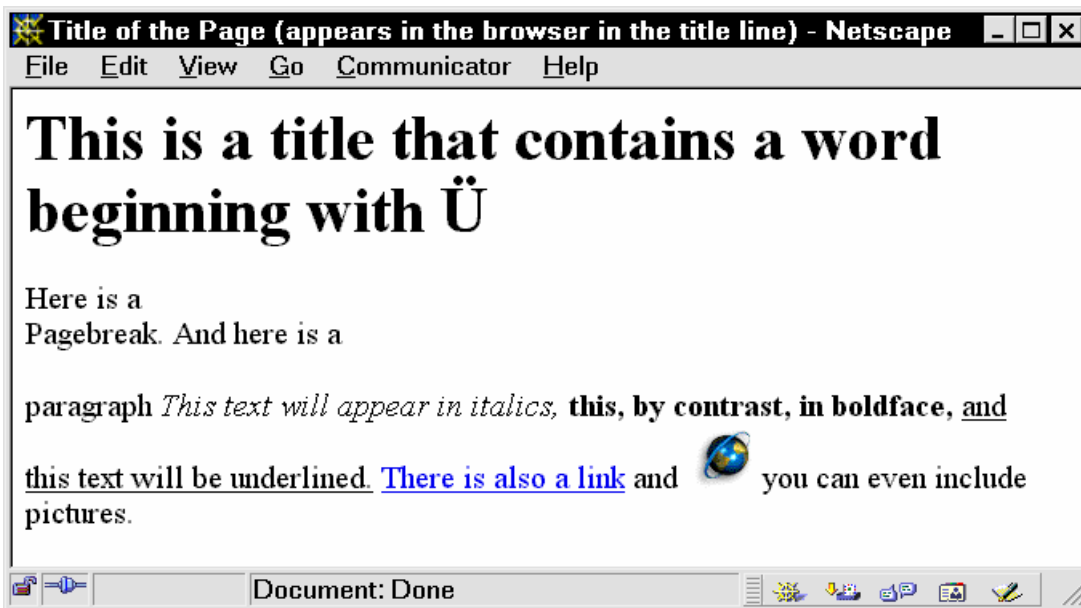 Title of the Page (appears in the browser in the title line) - Netscape
File Edit View Go Communicator Help
This is a title that contains a word
beginning with Ü
Here is a
Pagebreak. And here is a
paragraph This text will appear in italics, this, by contrast, in boldface, and
this text will be underlined. There is also a link and you can even include
pictures.
Document: Done